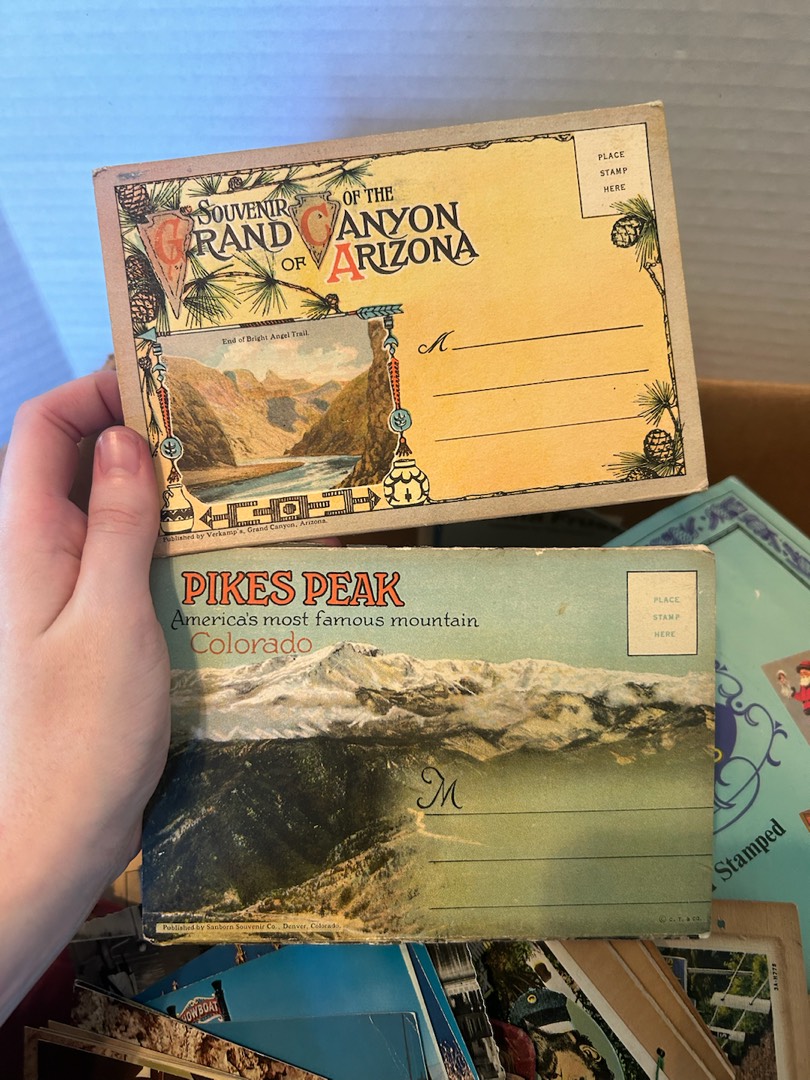 SOUVENIR OF THE
GRAND CANYON
OF ARIZONA
PLACE
STAMP
HERE
End of Bright Angel Trail.
M
Published by Verkamp's, Grand Canyon, Arizona.
PIKES PEAK
America's most famous mountain
Colorado
PLACE
STAMP
HERE
M
© C. T. & CO.
Published by Sanborn Souvenir Co., Denver, Colorado.
Stamped